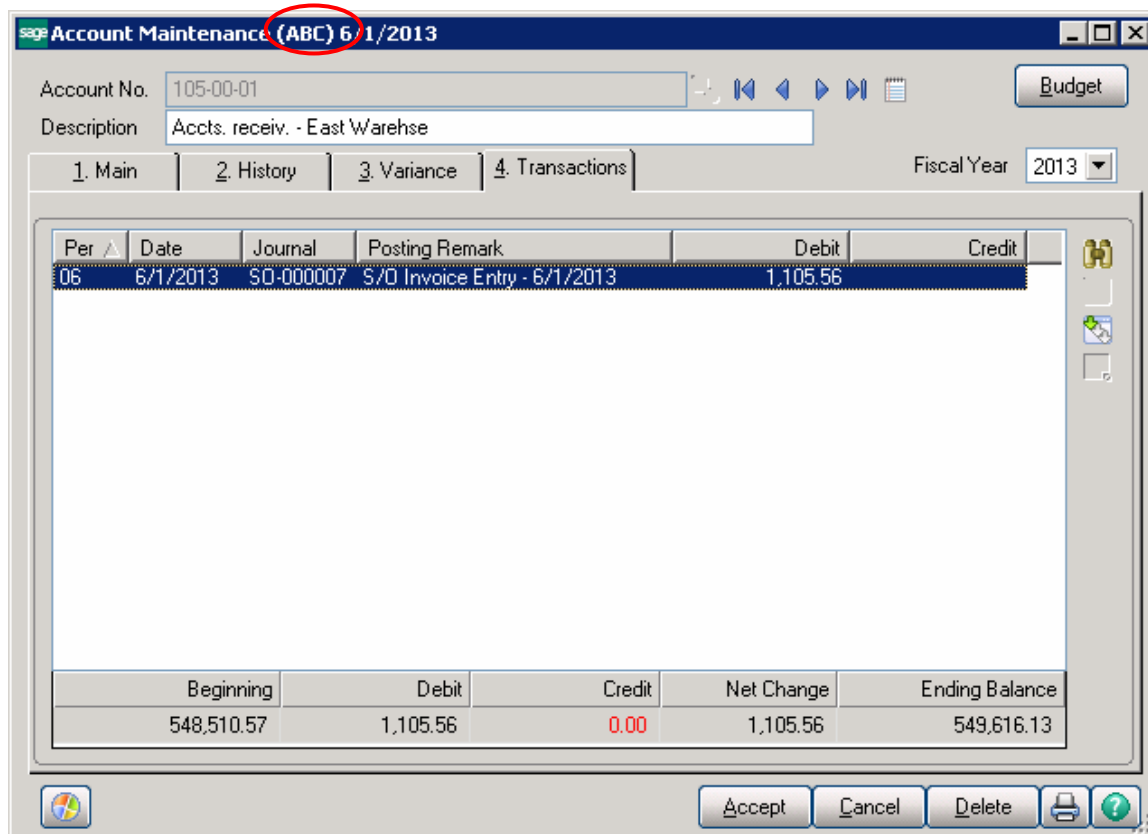 sage Account Maintenance (ABC) 6/1/2013
Account No. 105-00-01 Budget
Description Accts. receiv. - East Warehse
1. Main 2. History 3. Variance 4. Transactions Fiscal Year 2013
Per Date Journal Posting Remark Debit Credit
06 6/1/2013 SO-000007 S/O Invoice Entry - 6/1/2013 1,105.56
Beginning Debit Credit Net Change Ending Balance
548,510.57 1,105.56 0.00 1,105.56 549,616.13
Accept Cancel Delete